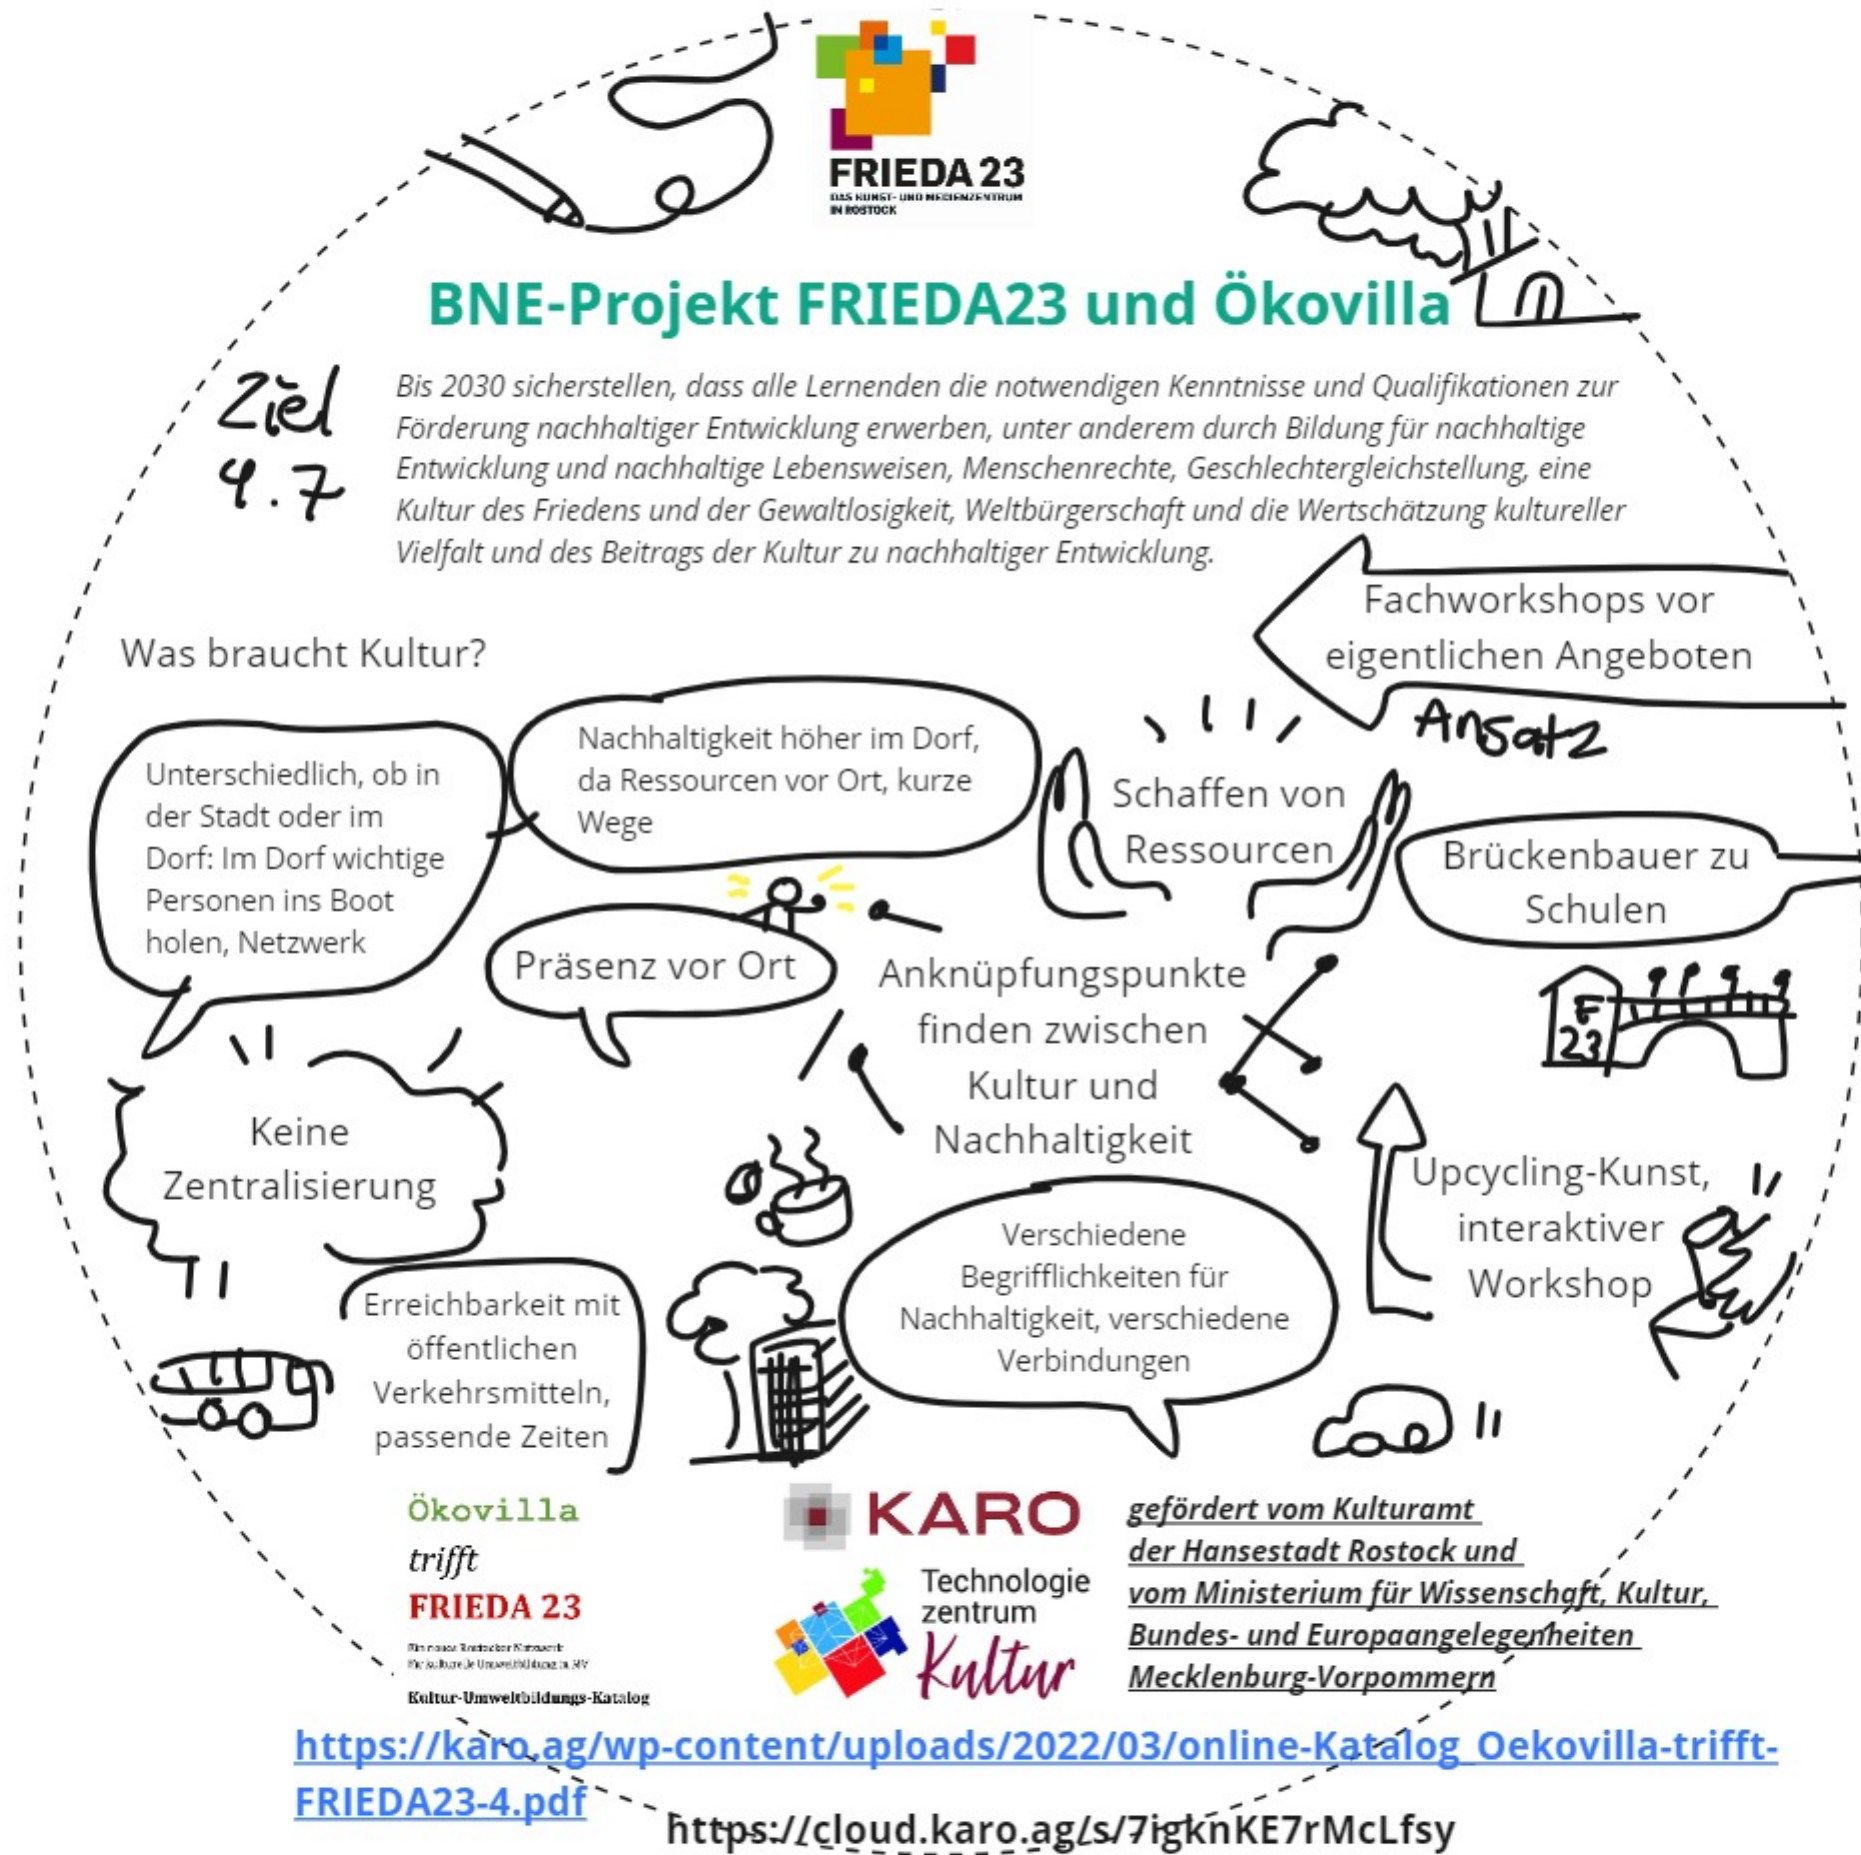 FRIEDA 23
DAS KUNST- UND MEDIENZENTRUM
IN ROSTOCK
BNE-Projekt FRIEDA23 und Ökovilla
Ziel
4.7
Bis 2030 sicherstellen, dass alle Lernenden die notwendigen Kenntnisse und Qualifikationen zur
Förderung nachhaltiger Entwicklung erwerben, unter anderem durch Bildung für nachhaltige
Entwicklung und nachhaltige Lebensweisen, Menschenrechte, Geschlechtergleichstellung, eine
Kultur des Friedens und der Gewaltlosigkeit, Weltbürgerschaft und die Wertschätzung kultureller
Vielfalt und des Beitrags der Kultur zu nachhaltiger Entwicklung.
Fachworkshops vor
eigentlichen Angeboten
Ansatz
Was braucht Kultur?
Unterschiedlich, ob in
der Stadt oder im
Dorf: Im Dorf wichtige
Personen ins Boot
holen, Netzwerk
Nachhaltigkeit höher im Dorf,
da Ressourcen vor Ort, kurze
Wege
Schaffen von
Ressourcen
Brückenbauer zu
Schulen
Präsenz vor Ort
Anknüpfungspunkte
finden zwischen
Kultur und
Nachhaltigkeit
F
23
Keine
Zentralisierung
Upcycling-Kunst,
interaktiver
Workshop
Verschiedene
Begrifflichkeiten für
Nachhaltigkeit, verschiedene
Verbindungen
Erreichbarkeit mit
öffentlichen
Verkehrsmitteln,
passende Zeiten
Ökovilla
trifft
FRIEDA 23
Ein neues Rostocker Netzwerk
für kulturelle Umweltbildung in MV
Kultur-Umweltbildungs-Katalog
KARO
Technologie
zentrum
Kultur
gefördert vom Kulturamt
der Hansestadt Rostock und
vom Ministerium für Wissenschaft, Kultur,
Bundes- und Europaangelegenheiten
Mecklenburg-Vorpommern
https://karo.ag/wp-content/uploads/2022/03/online-Katalog_Oekovilla-trifft-
FRIEDA23-4.pdf
https://cloud.karo.ag/s/7igknKE7rMcLfsy